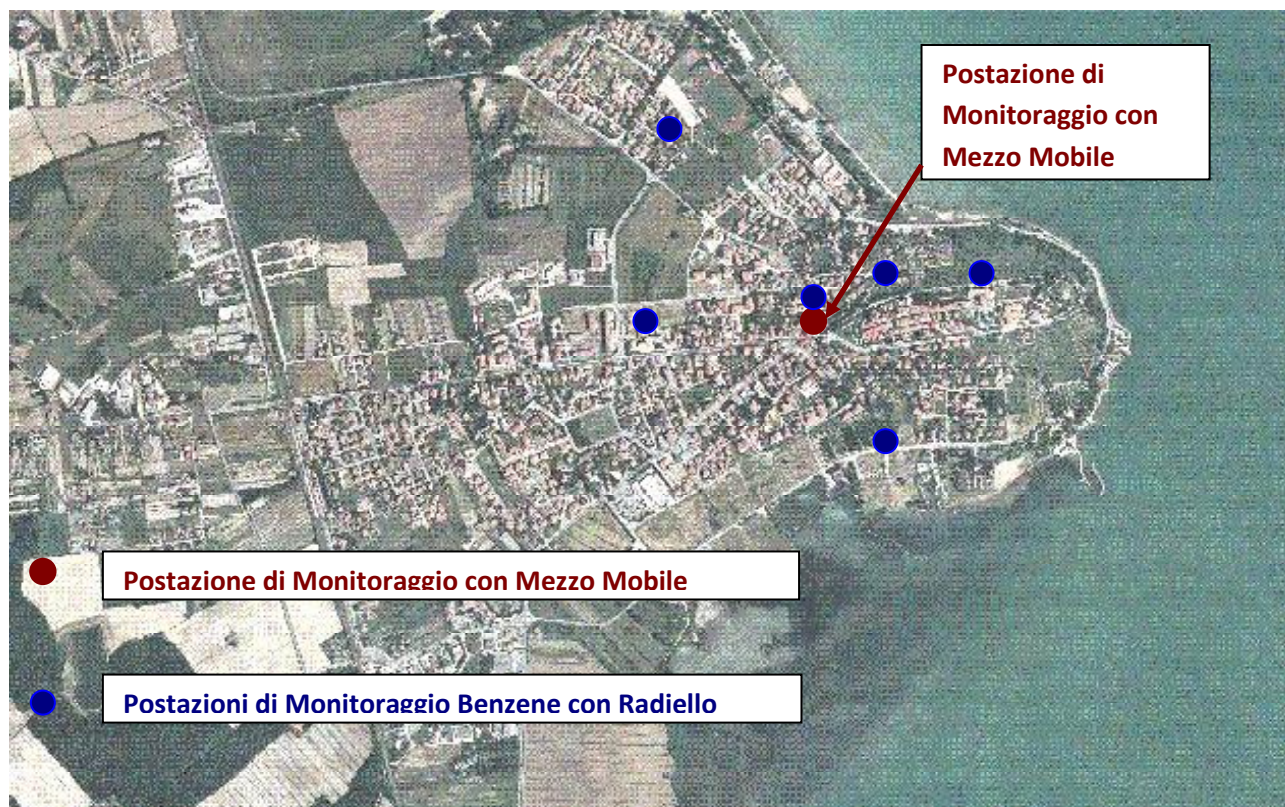 Postazione di
Monitoraggio con
Mezzo Mobile
Postazione di Monitoraggio con Mezzo Mobile
Postazioni di Monitoraggio Benzene con Radiello